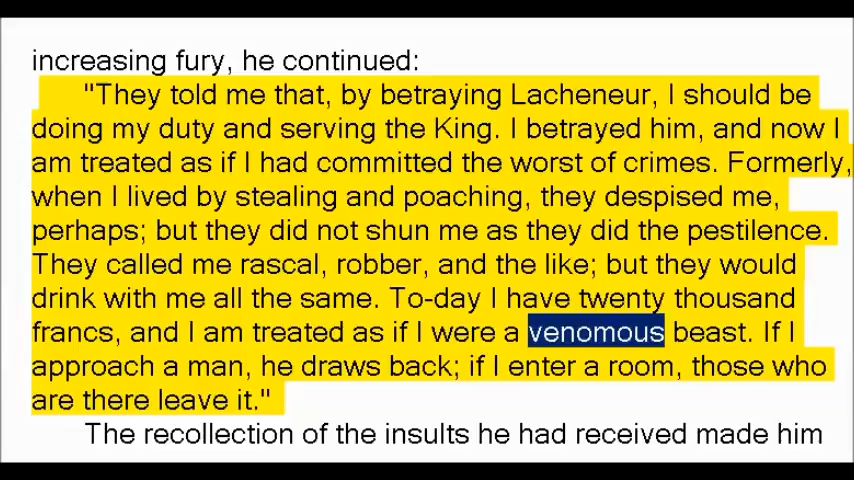 increasing fury, he continued:
"They told me that, by betraying Lacheneur, I should be
doing my duty and serving the King. I betrayed him, and now I
am treated as if I had committed the worst of crimes. Formerly,
when I lived by stealing and poaching, they despised me,
perhaps; but they did not shun me as they did the pestilence.
They called me rascal, robber, and the like; but they would
drink with me all the same. To-day I have twenty thousand
francs, and I am treated as if I were a venomous beast. If I
approach a man, he draws back; if I enter a room, those who
are there leave it."
The recollection of the insults he had received made him